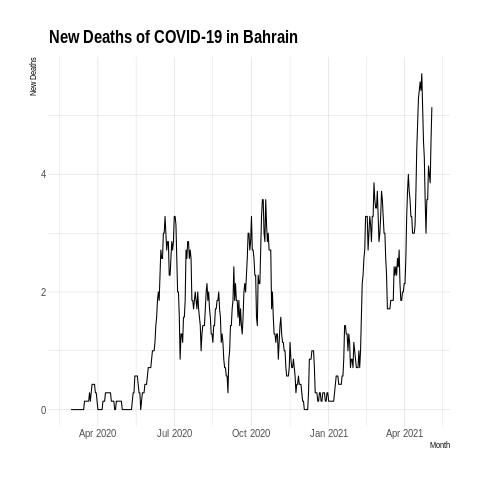 New Deaths of COVID-19 in Bahrain
New Deaths
4
2
0
Apr 2020 Jul 2020 Oct 2020 Jan 2021 Apr 2021
Month